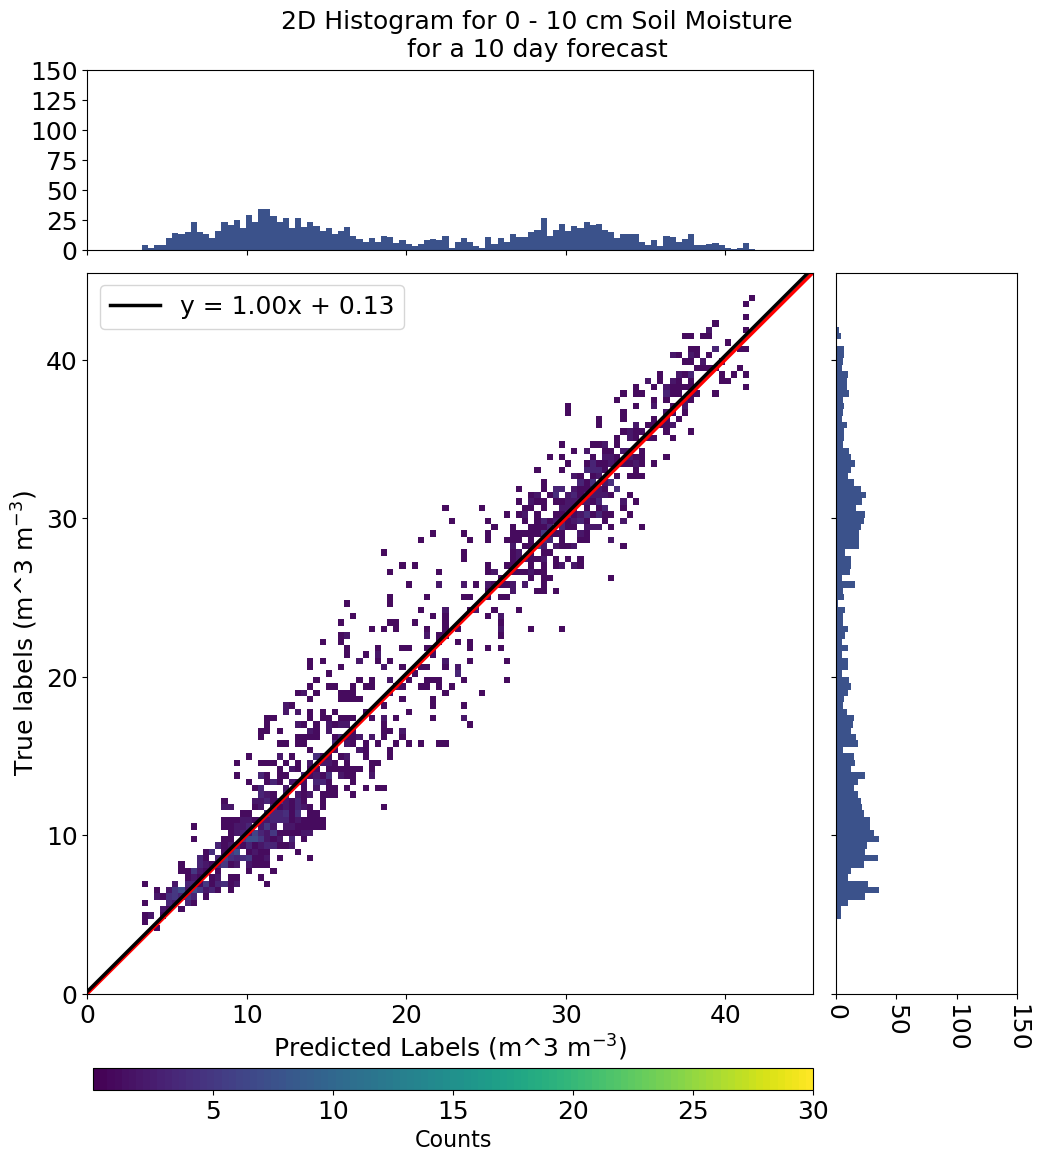 2D Histogram for 0 - 10 cm Soil Moisture
for a 10 day forecast
150
125
100
75
50
25
0
y = 1.00x + 0.13
40
30
20
10
0
True labels (m^3 m⁻³)
0 10 20 30 40
Predicted Labels (m^3 m⁻³)
0 50 100 150
5 10 15 20 25 30
Counts